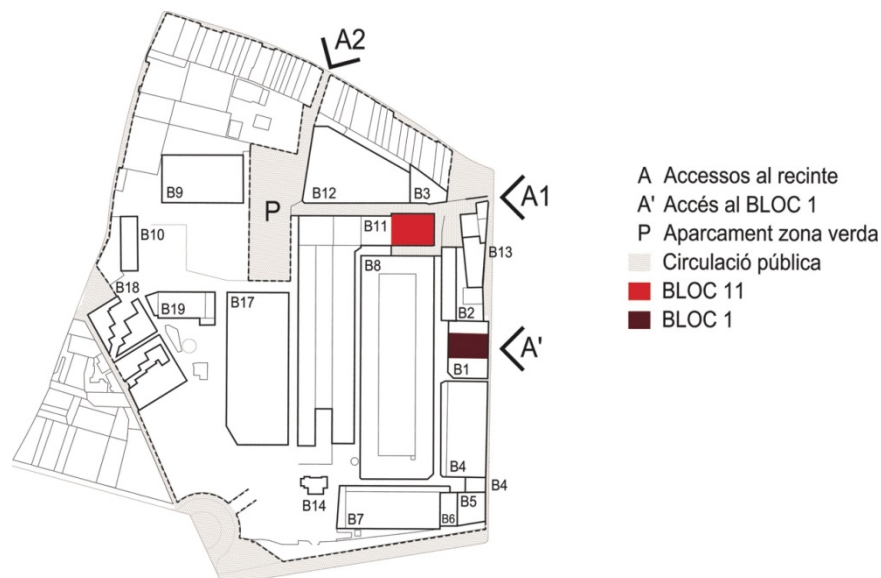 A2
A1
B9
P
B12
B3
B11
B10
B13
B8
B18
B19
B17
B2
A'
B1
B4
B4
B14
B5
B7
B6
A Accessos al recinte
A' Accés al BLOC 1
P Aparcament zona verda
Circulació pública
BLOC 11
BLOC 1